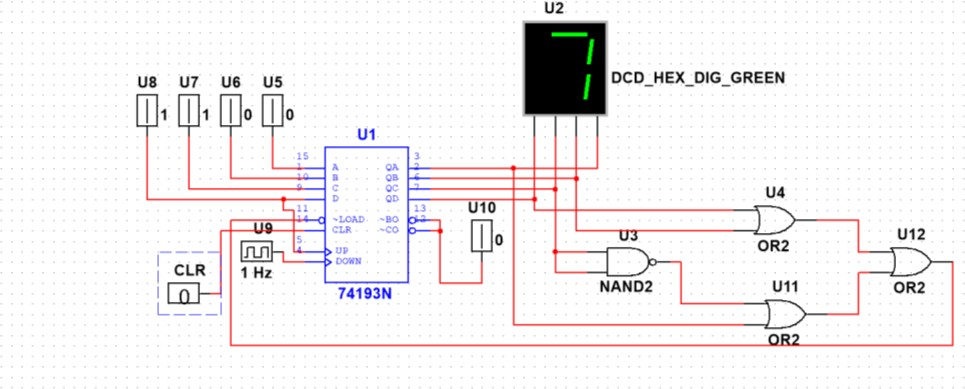 U2
7
DCD_HEX_DIG_GREEN
U8 U7 U6 U5
1 1 0 0
U1
15 3
1 A QA 2
10 B QB 6
9 C QC 7
D QD
11 13
14 ~LOAD ~BO 12
CLR ~CO
5
4 UP
DOWN
74193N
U9
1 Hz
CLR
0
U10
0
U4
OR2
U3
NAND2
U12
OR2
U11
OR2